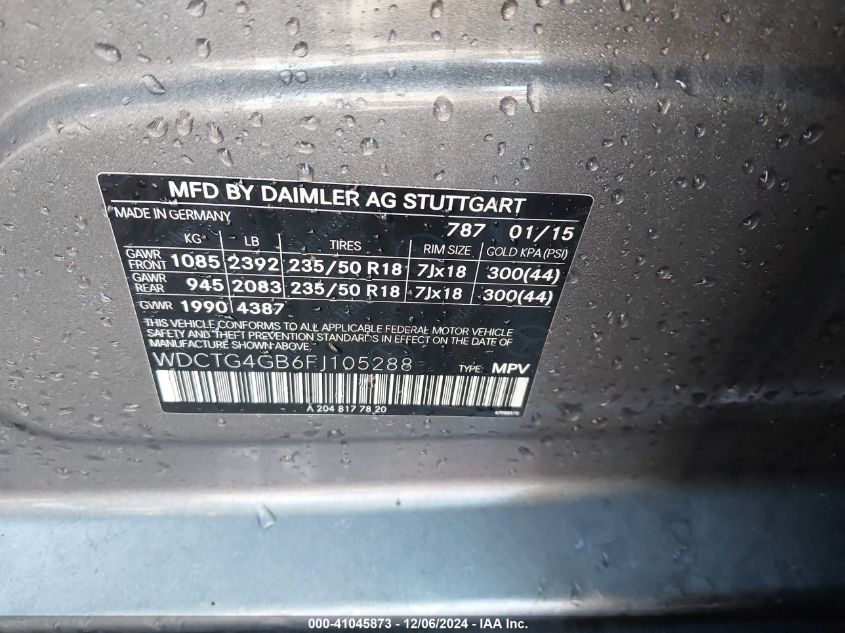 MFD BY DAIMLER AG STUTTGART
MADE IN GERMANY 787 01/15
KG LB TIRES RIM SIZE COLD KPA (PSI)
GAWR FRONT 1085 2392 235/50 R18 7Jx18 300(44)
GAWR REAR 945 2083 235/50 R18 7Jx18 300(44)
GVWR 1990 4387
THIS VEHICLE CONFORMS TO ALL APPLICABLE FEDERAL MOTOR VEHICLE
SAFETY AND THEFT PREVENTION STANDARDS IN EFFECT ON THE DATE OF
MANUFACTURE SHOWN ABOVE.
WDCTG4GB6FJ105288 TYPE: MPV
A 204 817 78 20
000-41045873 - 12/06/2024 - IAA Inc.